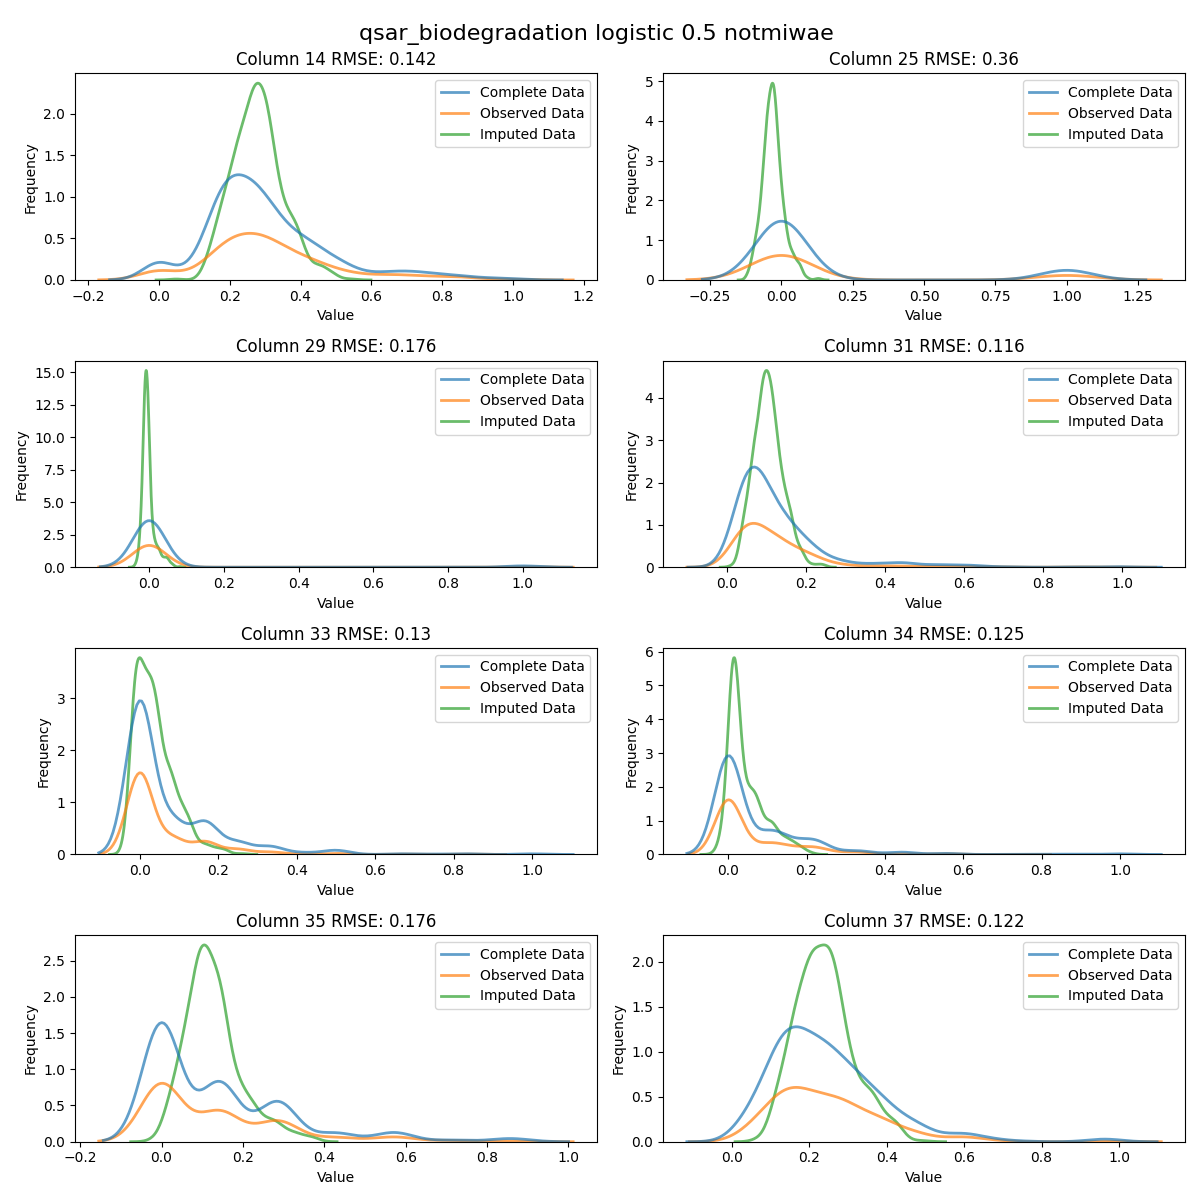 qsar_biodegradation logistic 0.5 notmiwae
Column 14 RMSE: 0.142
Frequency
2.0
1.5
1.0
0.5
0.0
−0.2 0.0 0.2 0.4 0.6 0.8 1.0 1.2
Value
Complete Data
Observed Data
Imputed Data
Column 25 RMSE: 0.36
Frequency
5
4
3
2
1
0
−0.25 0.00 0.25 0.50 0.75 1.00 1.25
Value
Complete Data
Observed Data
Imputed Data
Column 29 RMSE: 0.176
Frequency
15.0
12.5
10.0
7.5
5.0
2.5
0.0
0.0 0.2 0.4 0.6 0.8 1.0
Value
Complete Data
Observed Data
Imputed Data
Column 31 RMSE: 0.116
Frequency
4
3
2
1
0
0.0 0.2 0.4 0.6 0.8 1.0
Value
Complete Data
Observed Data
Imputed Data
Column 33 RMSE: 0.13
Frequency
3
2
1
0
0.0 0.2 0.4 0.6 0.8 1.0
Value
Complete Data
Observed Data
Imputed Data
Column 34 RMSE: 0.125
Frequency
6
5
4
3
2
1
0
0.0 0.2 0.4 0.6 0.8 1.0
Value
Complete Data
Observed Data
Imputed Data
Column 35 RMSE: 0.176
Frequency
2.5
2.0
1.5
1.0
0.5
0.0
−0.2 0.0 0.2 0.4 0.6 0.8 1.0
Value
Complete Data
Observed Data
Imputed Data
Column 37 RMSE: 0.122
Frequency
2.0
1.5
1.0
0.5
0.0
0.0 0.2 0.4 0.6 0.8 1.0
Value
Complete Data
Observed Data
Imputed Data